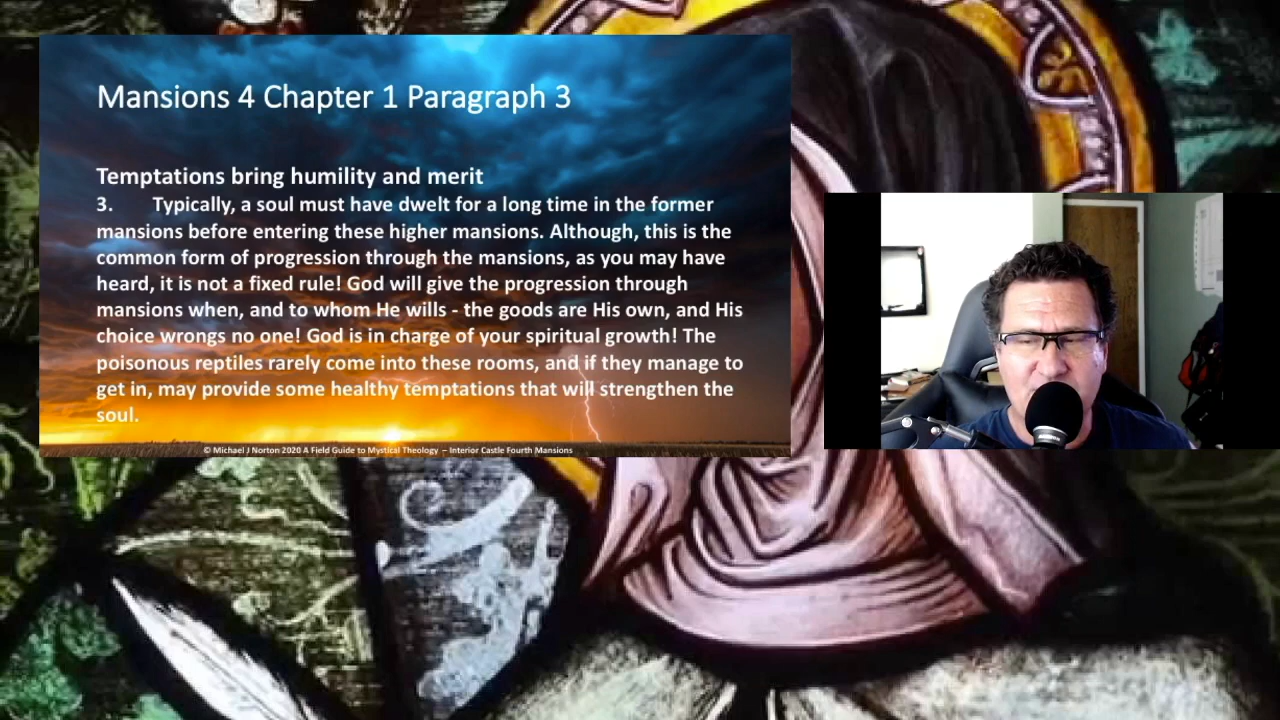 Mansions 4 Chapter 1 Paragraph 3
Temptations bring humility and merit
3. Typically, a soul must have dwelt for a long time in the former
mansions before entering these higher mansions. Although, this is the
common form of progression through the mansions, as you may have
heard, it is not a fixed rule! God will give the progression through
mansions when, and to whom He wills - the goods are His own, and His
choice wrongs no one! God is in charge of your spiritual growth! The
poisonous reptiles rarely come into these rooms, and if they manage to
get in, may provide some healthy temptations that will strengthen the
soul.
© Michael J Norton 2020 A Field Guide to Mystical Theology – Interior Castle Fourth Mansions